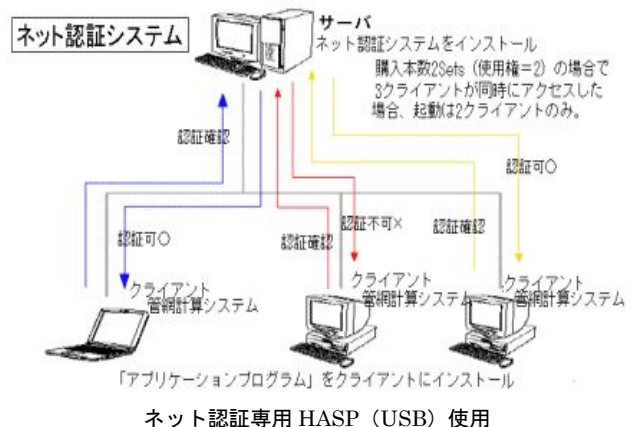 ネット認証システム
サーバ
ネット認証システムをインストール
購入本数2Sets(使用権=2)の場合で
3クライアントが同時にアクセスした
場合、起動は2クライアントのみ。
認証確認
認証可○
認証不可×
認証確認
認証確認
認証可○
クライアント
管網計算システム
クライアント
管網計算システム
クライアント
管網計算システム
「アプリケーションプログラム」をクライアントにインストール
ネット認証専用 HASP(USB)使用